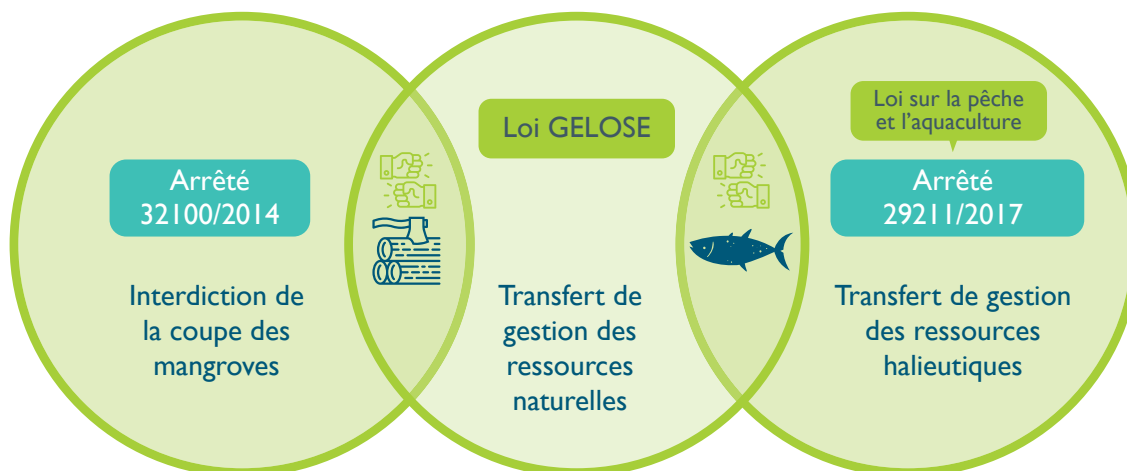 Arrêté
32100/2014
Interdiction de
la coupe des
mangroves
Loi GELOSE
Transfert de
gestion des
ressources
naturelles
Loi sur la pêche
et l'aquaculture
Arrêté
29211/2017
Transfert de gestion
des ressources
halieutiques